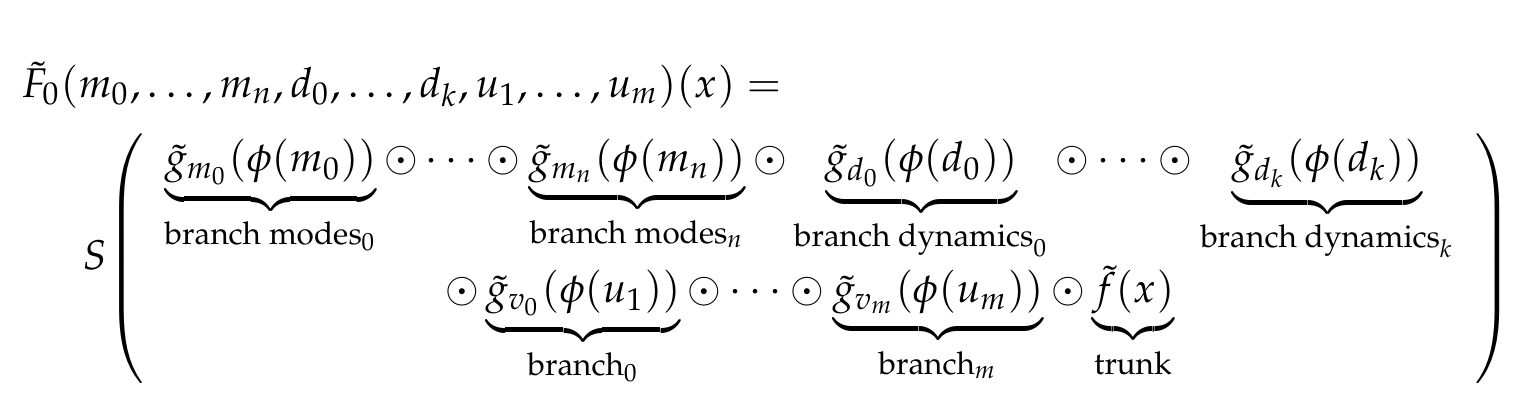 F̃₀(m₀, . . . , mₙ, d₀, . . . , dₖ, u₁, . . . , uₘ)(x) =
g̃_{m₀}(ϕ(m₀)) ⊙ · · · ⊙ g̃_{mₙ}(ϕ(mₙ)) ⊙ g̃_{d₀}(ϕ(d₀)) ⊙ · · · ⊙ g̃_{dₖ}(ϕ(dₖ))
branch modes₀ branch modesₙ branch dynamics₀ branch dynamicsₖ
S (
⊙ g̃_{v₀}(ϕ(u₁)) ⊙ · · · ⊙ g̃_{vₘ}(ϕ(uₘ)) ⊙ f̃(x) )
branch₀ branchₘ trunk